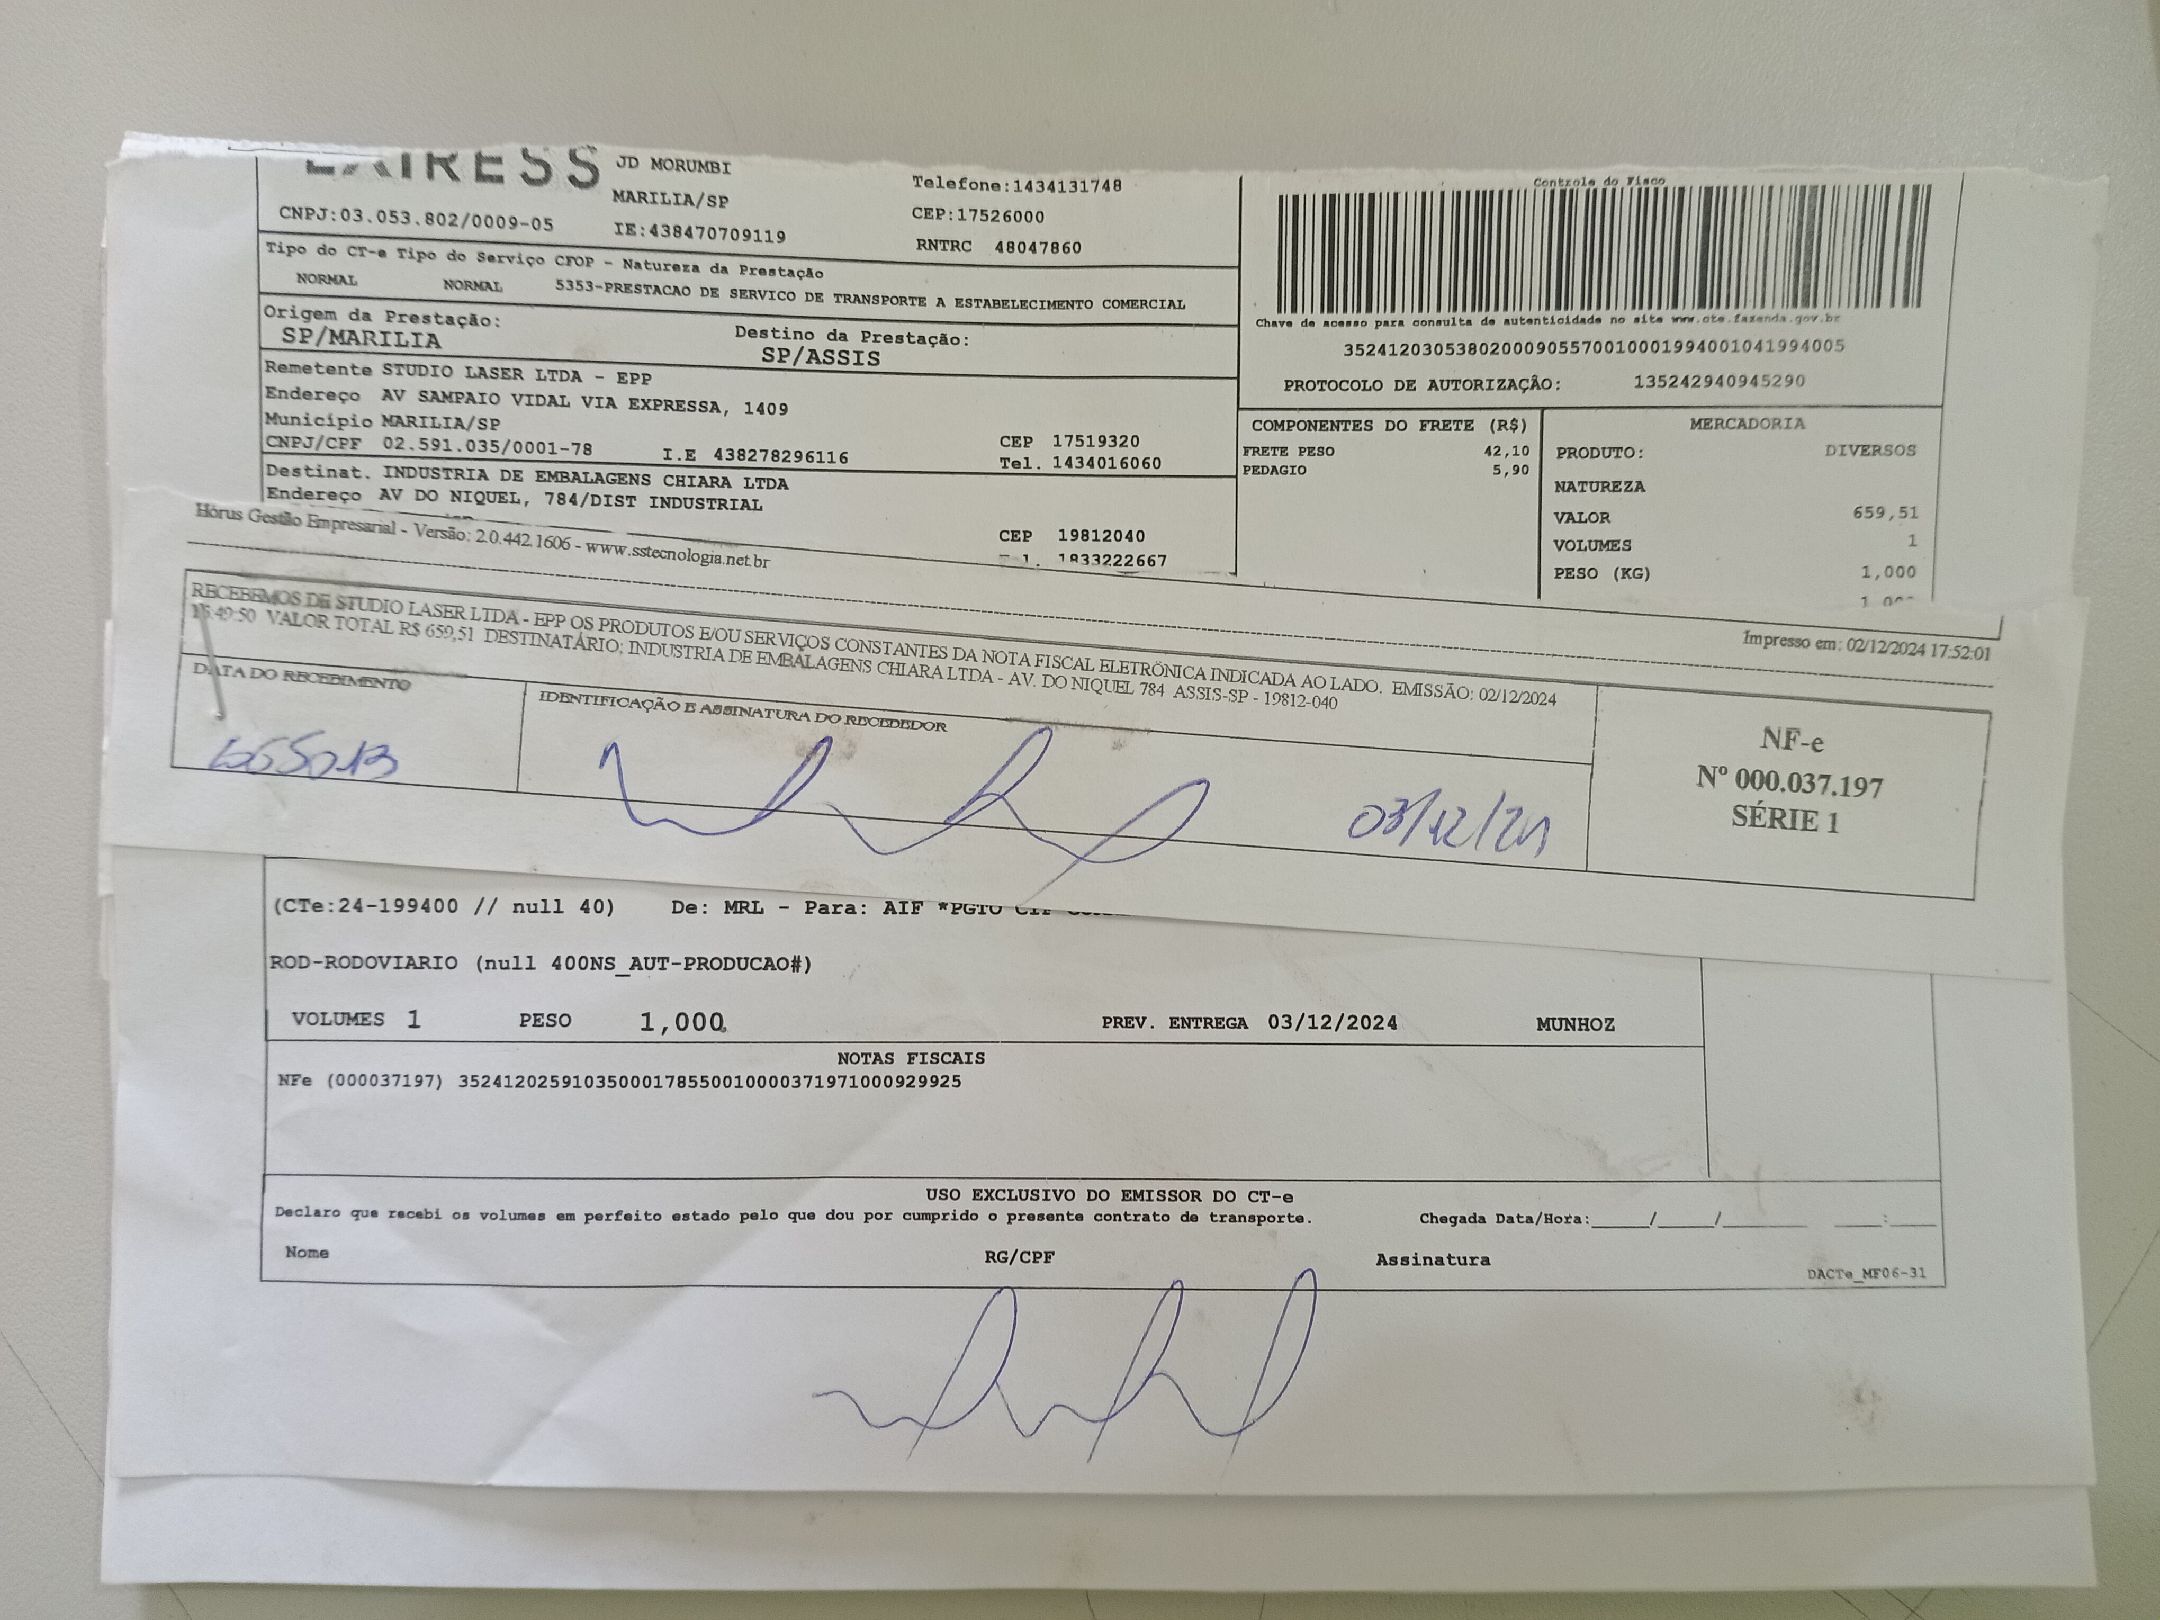 JD MORUMBI
MARILIA/SP
CNPJ:03.053.802/0009-05
IE:438470709119
Telefone:1434131748
CEP:17526000
RNTRC 48047860
Tipo do CT-e Tipo do Serviço CFOP - Natureza da Prestação
NORMAL NORMAL 5353-PRESTACAO DE SERVICO DE TRANSPORTE A ESTABELECIMENTO COMERCIAL
Origem da Prestação:
SP/MARILIA
Destino da Prestação:
SP/ASSIS
Remetente STUDIO LASER LTDA - EPP
Endereço AV SAMPAIO VIDAL VIA EXPRESSA, 1409
Município MARILIA/SP
CNPJ/CPF 02.591.035/0001-78 I.E 438278296116
CEP 17519320
Tel. 1434016060
Destinat. INDUSTRIA DE EMBALAGENS CHIARA LTDA
Endereço AV DO NIQUEL, 784/DIST INDUSTRIAL
CEP 19812040
1833222667
Controle do Fisco
Chave de acesso para consulta de autenticidade no site www.cte.fazenda.gov.br
35241203053802000905570010001994001041994005
PROTOCOLO DE AUTORIZAÇÃO: 135242940945290
COMPONENTES DO FRETE (R$)
FRETE PESO 42,10
PEDAGIO 5,90
MERCADORIA
PRODUTO: DIVERSOS
NATUREZA
VALOR 659,51
VOLUMES 1
PESO (KG) 1,000
Hórus Gestão Empresarial - Versão: 2.0.442.1606 - www.sstecnologia.net.br
Impresso em: 02/12/2024 17:52:01
RECEBEMOS DE STUDIO LASER LTDA - EPP OS PRODUTOS E/OU SERVIÇOS CONSTANTES DA NOTA FISCAL ELETRÔNICA INDICADA AO LADO. EMISSÃO: 02/12/2024
VALOR TOTAL R$ 659,51 DESTINATÁRIO: INDUSTRIA DE EMBALAGENS CHIARA LTDA - AV. DO NIQUEL 784 ASSIS-SP - 19812-040
DATA DO RECEBIMENTO
IDENTIFICAÇÃO E ASSINATURA DO RECEBEDOR
03/12/24
NF-e
Nº 000.037.197
SÉRIE 1
(CTe:24-199400 // null 40) De: MRL - Para: AIF *PGTO CIF
ROD-RODOVIARIO (null 400NS_AUT-PRODUCAO#)
VOLUMES 1 PESO 1,000 PREV. ENTREGA 03/12/2024 MUNHOZ
NOTAS FISCAIS
NFe (000037197) 35241202591035000178550010000371971000929925
USO EXCLUSIVO DO EMISSOR DO CT-e
Declaro que recebi os volumes em perfeito estado pelo que dou por cumprido o presente contrato de transporte. Chegada Data/Hora:_____/_____/_______ ____:____
Nome RG/CPF Assinatura
DACTe_MF06-31